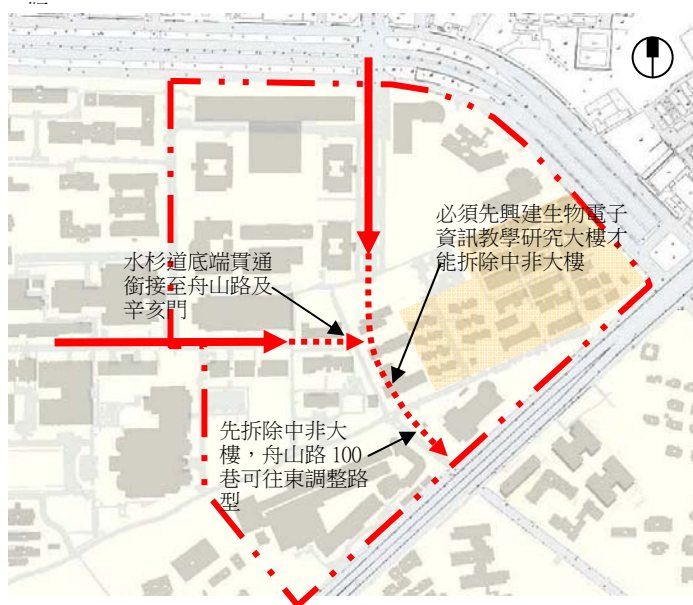 必須先興建生物電子
資訊教學研究大樓才
能拆除中非大樓
水杉道底端貫通
銜接至舟山路及
辛亥門
先拆除中非大
樓，舟山路 100
巷可往東調整路
型